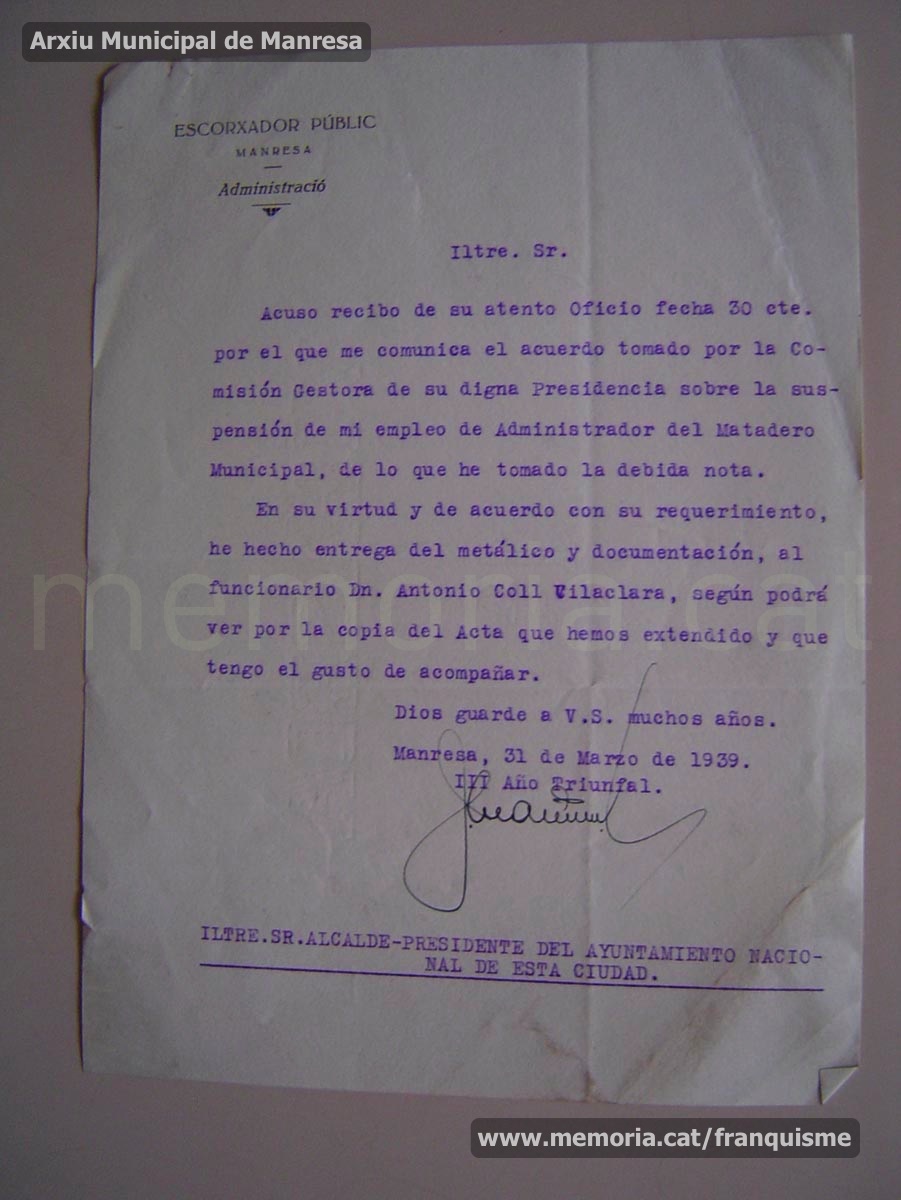 Arxiu Municipal de Manresa
ESCORXADOR PÚBLIC
MANRESA
Administració
Iltre. Sr.
Acuso recibo de su atento Oficio fecha 30 cte.
por el que me comunica el acuerdo tomado por la Co-
misión Gestora de su digna Presidencia sobre la sus-
pensión de mi empleo de Administrador del Matadero
Municipal, de lo que he tomado la debida nota.
En su virtud y de acuerdo con su requerimiento,
he hecho entrega del metálico y documentación, al
funcionario Dn. Antonio Coll Vilaclara, según podrá
ver por la copia del Acta que hemos extendido y que
tengo el gusto de acompañar.
memoria.cat
Dios guarde a V.S. muchos años.
Manresa, 31 de Marzo de 1939.
III Año Triunfal.
ILTRE.SR.ALCALDE-PRESIDENTE DEL AYUNTAMIENTO NACIO-
NAL DE ESTA CIUDAD.
www.memoria.cat/franquisme